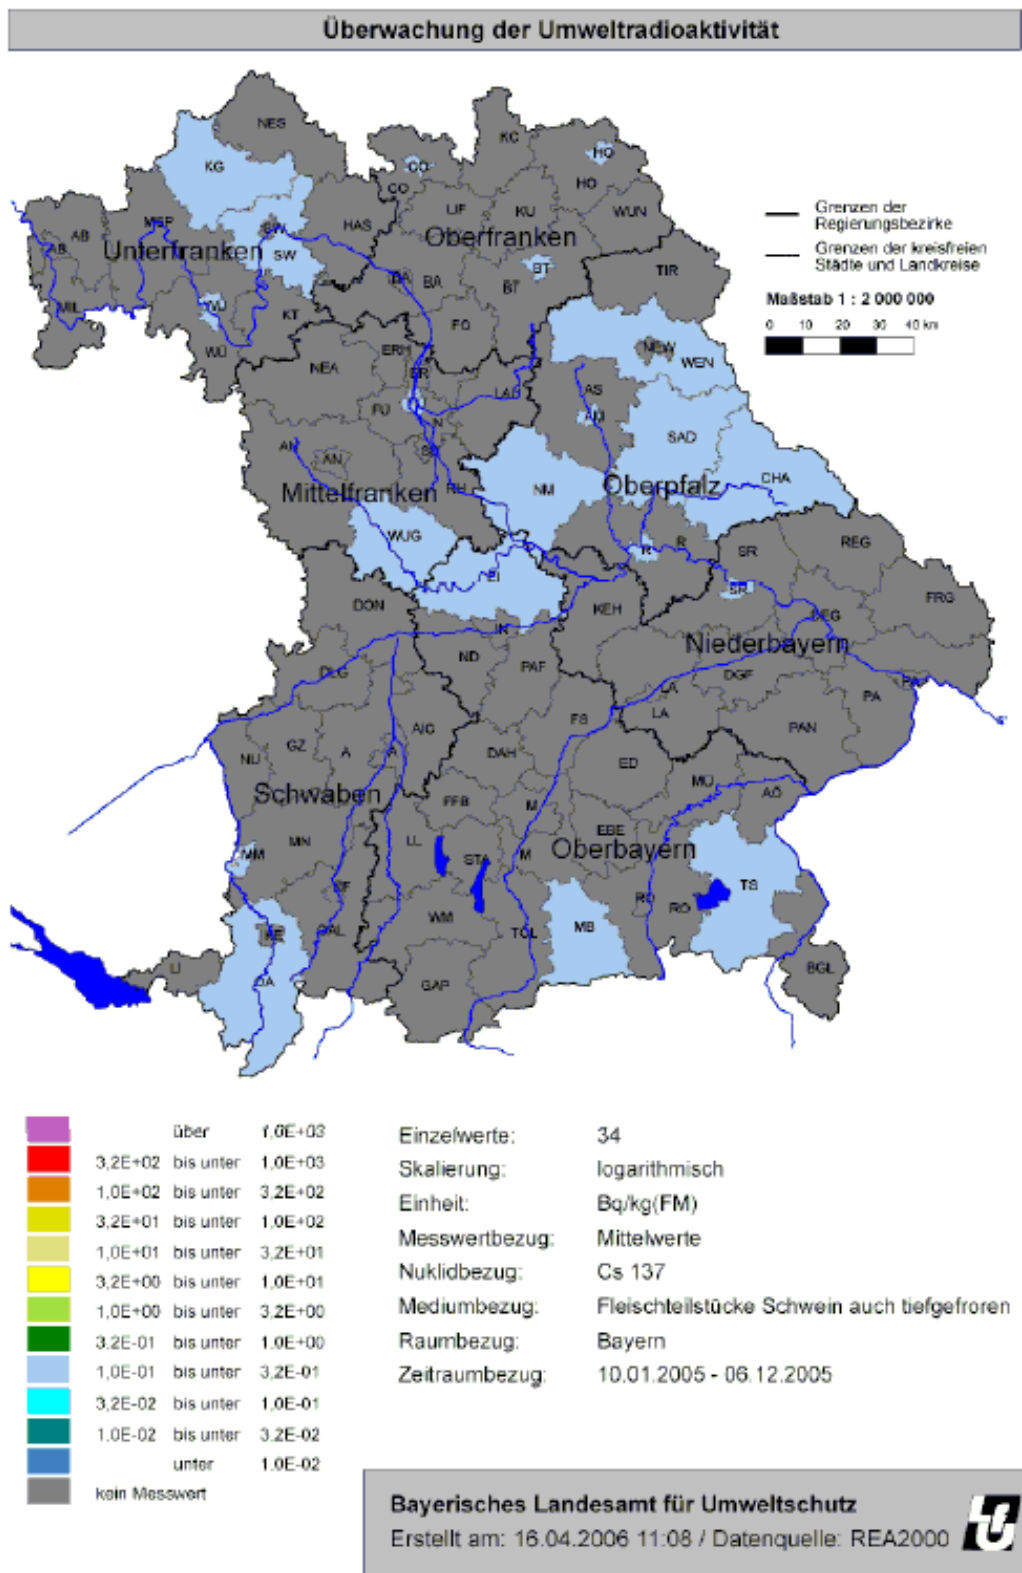 Überwachung der Umweltradioaktivität
NES
KC
KG
CO
HO
CO
HO
LIF
KU
WUN
MSP
HAS
AB
AB
SW
Unterfranken
Oberfranken
SW
BT
TIR
BA
BA
BT
MIL
WÜ
KT
FO
WÜ
ERH
NEA
ER
NEW
WEN
LAU
AS
FÜ
N
AM
SAD
AN
AN
SC
CHA
Mittelfranken
RH
NM
Oberpfalz
WUG
R
R
SR
REG
EI
SR
FRG
DON
KEH
DEG
IN
Niederbayern
ND
PAF
DLG
DGF
PA
LA
PA
LA
FS
AIC
PAN
NU
GZ
A
A
DAH
ED
MÜ
AÖ
Schwaben
FFB
M
EBE
MN
LL
Oberbayern
MM
STA
M
TS
KF
RO
RO
WM
MB
KE
OAL
TÖL
LI
OA
GAP
BGL
Grenzen der
Regierungsbezirke
Grenzen der kreisfreien
Städte und Landkreise
Maßstab 1 : 2 000 000
0 10 20 30 40 km
über 1,0E+03
3,2E+02 bis unter 1,0E+03
1,0E+02 bis unter 3,2E+02
3,2E+01 bis unter 1,0E+02
1,0E+01 bis unter 3,2E+01
3,2E+00 bis unter 1,0E+01
1,0E+00 bis unter 3,2E+00
3,2E-01 bis unter 1,0E+00
1,0E-01 bis unter 3,2E-01
3,2E-02 bis unter 1,0E-01
1,0E-02 bis unter 3,2E-02
unter 1,0E-02
kein Messwert
Einzelwerte: 34
Skalierung: logarithmisch
Einheit: Bq/kg(FM)
Messwertbezug: Mittelwerte
Nuklidbezug: Cs 137
Mediumbezug: Fleischteilstücke Schwein auch tiefgefroren
Raumbezug: Bayern
Zeitraumbezug: 10.01.2005 - 06.12.2005
Bayerisches Landesamt für Umweltschutz
Erstellt am: 16.04.2006 11:08 / Datenquelle: REA2000
LfU